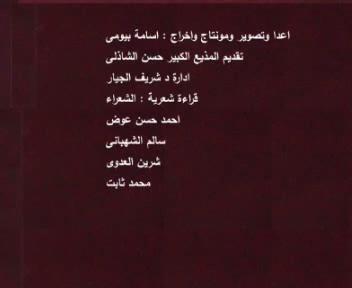 اعدا وتصوير ومونتاج واخراج : اسامة بيومى
تقديم المذيع الكبير حسن الشاذلى
ادارة د شريف الجيار
قراءة شعرية : الشعراء
احمد حسن عوض
سالم الشهبانى
شرين العدوى
محمد ثابت